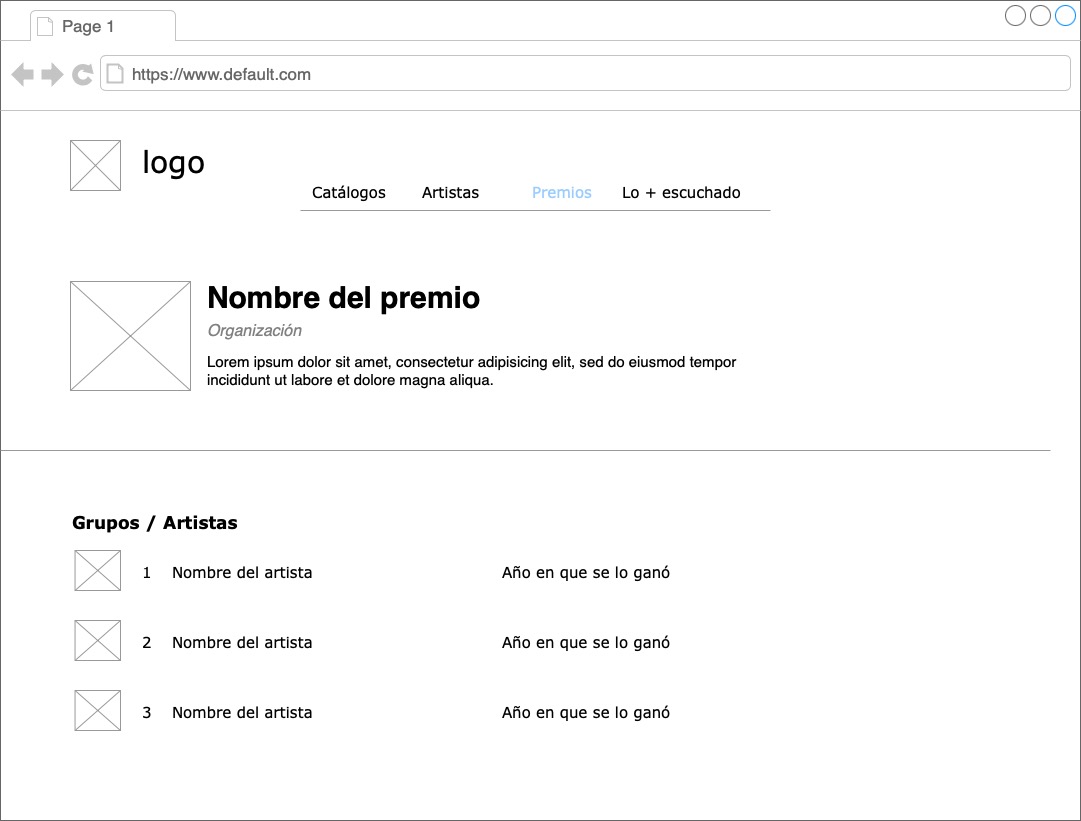 Page 1
https://www.default.com
logo
Catálogos Artistas Premios Lo + escuchado
Nombre del premio
Organización
Lorem ipsum dolor sit amet, consectetur adipisicing elit, sed do eiusmod tempor
incididunt ut labore et dolore magna aliqua.
Grupos / Artistas
1 Nombre del artista Año en que se lo ganó
2 Nombre del artista Año en que se lo ganó
3 Nombre del artista Año en que se lo ganó